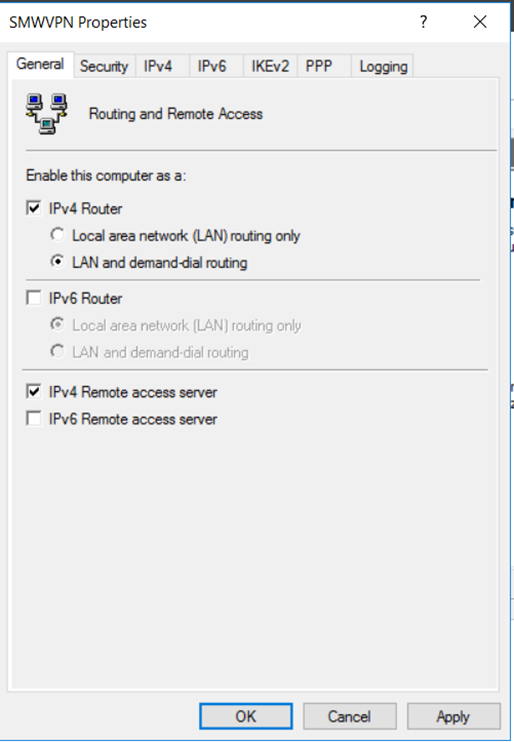 SMWVPN Properties
?
General Security IPv4 IPv6 IKEv2 PPP Logging
Routing and Remote Access
Enable this computer as a:
IPv4 Router
Local area network (LAN) routing only
LAN and demand-dial routing
IPv6 Router
Local area network (LAN) routing only
LAN and demand-dial routing
IPv4 Remote access server
IPv6 Remote access server
OK Cancel Apply